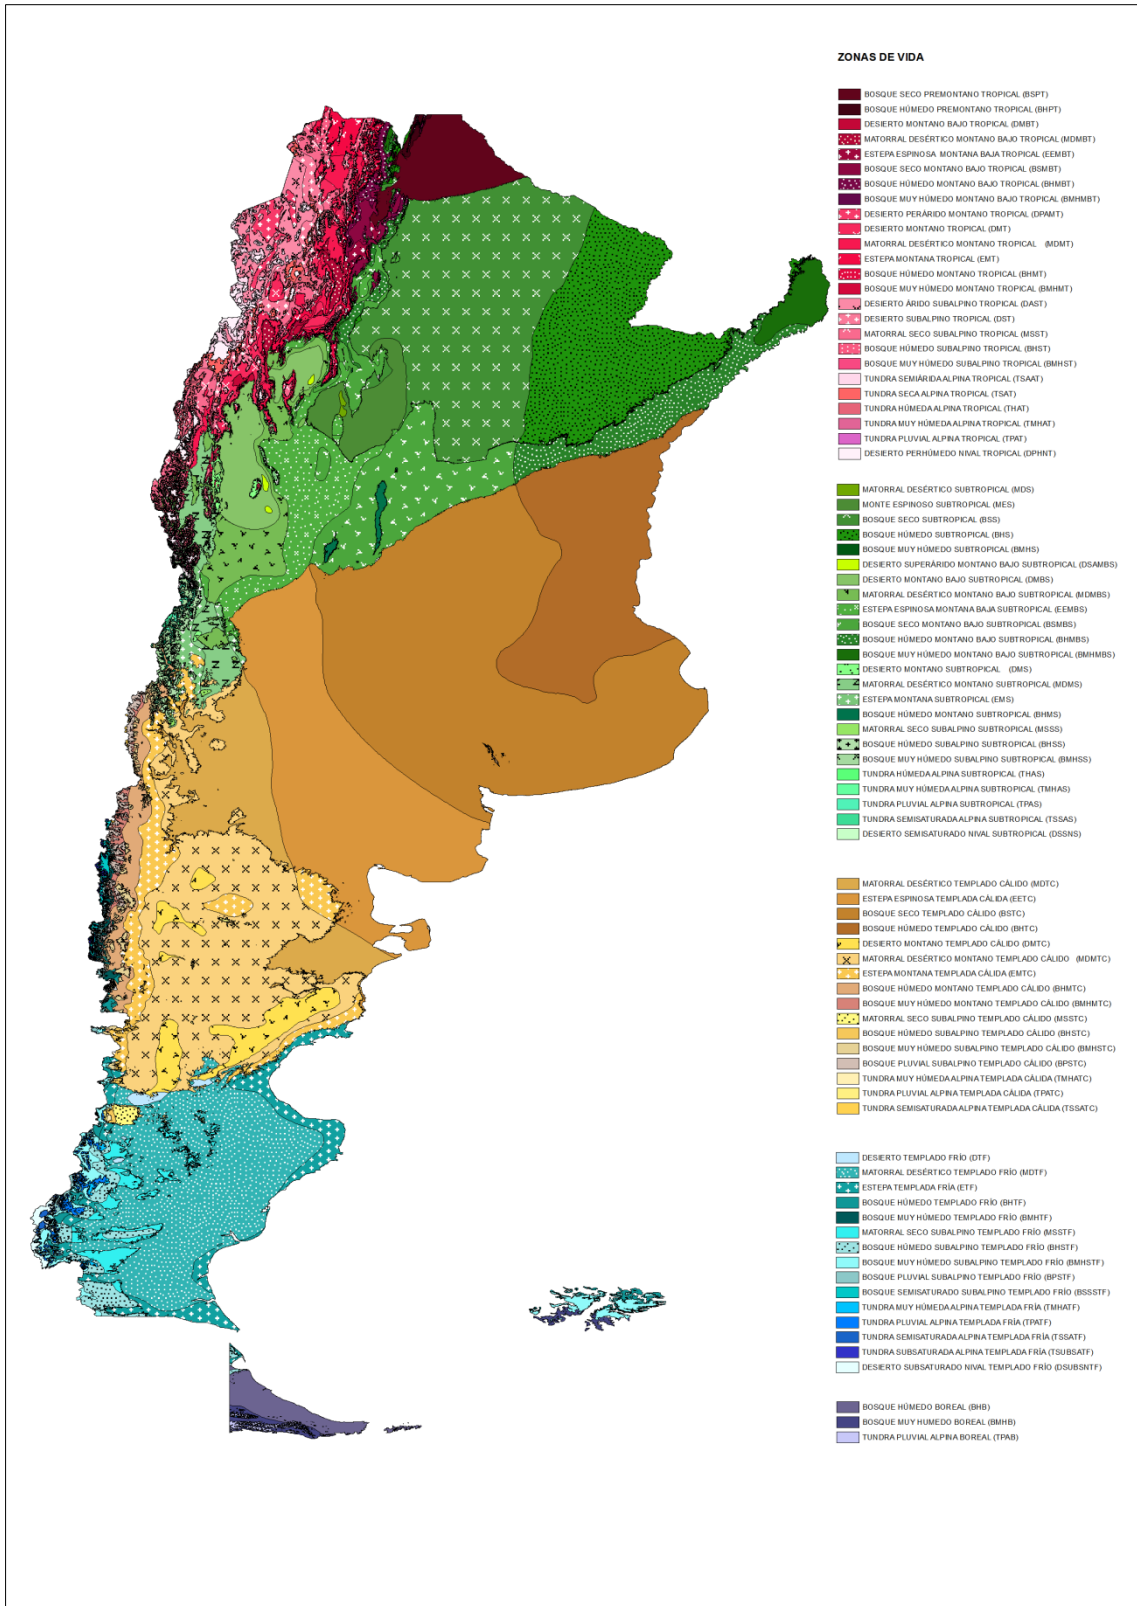 ZONAS DE VIDA
BOSQUE SECO PREMONTANO TROPICAL (BSPT)
BOSQUE HÚMEDO PREMONTANO TROPICAL (BHPT)
DESIERTO MONTANO BAJO TROPICAL (DMBT)
MATORRAL DESÉRTICO MONTANO BAJO TROPICAL (MDMBT)
ESTEPA ESPINOSA MONTANA BAJA TROPICAL (EEMBT)
BOSQUE SECO MONTANO BAJO TROPICAL (BSMBT)
BOSQUE HÚMEDO MONTANO BAJO TROPICAL (BHMBT)
BOSQUE MUY HÚMEDO MONTANO BAJO TROPICAL (BMHMBT)
DESIERTO PERÁRIDO MONTANO TROPICAL (DPAMT)
DESIERTO MONTANO TROPICAL (DMT)
MATORRAL DESÉRTICO MONTANO TROPICAL (MDMT)
ESTEPA MONTANA TROPICAL (EMT)
BOSQUE HÚMEDO MONTANO TROPICAL (BHMT)
BOSQUE MUY HÚMEDO MONTANO TROPICAL (BMHMT)
DESIERTO ÁRIDO SUBALPINO TROPICAL (DAST)
DESIERTO SUBALPINO TROPICAL (DST)
MATORRAL SECO SUBALPINO TROPICAL (MSST)
BOSQUE HÚMEDO SUBALPINO TROPICAL (BHST)
BOSQUE MUY HÚMEDO SUBALPINO TROPICAL (BMHST)
TUNDRA SEMIÁRIDA ALPINA TROPICAL (TSAAT)
TUNDRA SECA ALPINA TROPICAL (TSAT)
TUNDRA HÚMEDA ALPINA TROPICAL (THAT)
TUNDRA MUY HÚMEDA ALPINA TROPICAL (TMHAT)
TUNDRA PLUVIAL ALPINA TROPICAL (TPAT)
DESIERTO PERHÚMEDO NIVAL TROPICAL (DPHNT)
MATORRAL DESÉRTICO SUBTROPICAL (MDS)
MONTE ESPINOSO SUBTROPICAL (MES)
BOSQUE SECO SUBTROPICAL (BSS)
BOSQUE HÚMEDO SUBTROPICAL (BHS)
BOSQUE MUY HÚMEDO SUBTROPICAL (BMHS)
DESIERTO SUPERÁRIDO MONTANO BAJO SUBTROPICAL (DSAMBS)
DESIERTO MONTANO BAJO SUBTROPICAL (DMBS)
MATORRAL DESÉRTICO MONTANO BAJO SUBTROPICAL (MDMBS)
ESTEPA ESPINOSA MONTANA BAJA SUBTROPICAL (EEMBS)
BOSQUE SECO MONTANO BAJO SUBTROPICAL (BSMBS)
BOSQUE HÚMEDO MONTANO BAJO SUBTROPICAL (BHMBS)
BOSQUE MUY HÚMEDO MONTANO BAJO SUBTROPICAL (BMHMBS)
DESIERTO MONTANO SUBTROPICAL (DMS)
MATORRAL DESÉRTICO MONTANO SUBTROPICAL (MDMS)
ESTEPA MONTANA SUBTROPICAL (EMS)
BOSQUE HÚMEDO MONTANO SUBTROPICAL (BHMS)
MATORRAL SECO SUBALPINO SUBTROPICAL (MSSS)
BOSQUE HÚMEDO SUBALPINO SUBTROPICAL (BHSS)
BOSQUE MUY HÚMEDO SUBALPINO SUBTROPICAL (BMHSS)
TUNDRA HÚMEDA ALPINA SUBTROPICAL (THAS)
TUNDRA MUY HÚMEDA ALPINA SUBTROPICAL (TMHAS)
TUNDRA PLUVIAL ALPINA SUBTROPICAL (TPAS)
TUNDRA SEMISATURADA ALPINA SUBTROPICAL (TSSAS)
DESIERTO SEMISATURADO NIVAL SUBTROPICAL (DSSNS)
MATORRAL DESÉRTICO TEMPLADO CÀLIDO (MDTC)
ESTEPA ESPINOSA TEMPLADA CÁLIDA (EETC)
BOSQUE SECO TEMPLADO CÁLIDO (BSTC)
BOSQUE HÚMEDO TEMPLADO CÁLIDO (BHTC)
DESIERTO MONTANO TEMPLADO CÁLIDO (DMTC)
MATORRAL DESÉRTICO MONTANO TEMPLADO CÁLIDO (MDMTC)
ESTEPA MONTANA TEMPLADA CÁLIDA (EMTC)
BOSQUE HÚMEDO MONTANO TEMPLADO CÁLIDO (BHMTC)
BOSQUE MUY HÚMEDO MONTANO TEMPLADO CÁLIDO (BMHMTC)
MATORRAL SECO SUBALPINO TEMPLADO CÁLIDO (MSSTC)
BOSQUE HÚMEDO SUBALPINO TEMPLADO CÁLIDO (BHSTC)
BOSQUE MUY HÚMEDO SUBALPINO TEMPLADO CÁLIDO (BMHSTC)
BOSQUE PLUVIAL SUBALPINO TEMPLADO CÁLIDO (BPSTC)
TUNDRA MUY HÚMEDA ALPINA TEMPLADA CÁLIDA (TMHATC)
TUNDRA PLUVIAL ALPINA TEMPLADA CÁLIDA (TPATC)
TUNDRA SEMISATURADA ALPINA TEMPLADA CÁLIDA (TSSATC)
DESIERTO TEMPLADO FRÍO (DTF)
MATORRAL DESÉRTICO TEMPLADO FRÍO (MDTF)
ESTEPA TEMPLADA FRÍA (ETF)
BOSQUE HÚMEDO TEMPLADO FRÍO (BHTF)
BOSQUE MUY HÚMEDO TEMPLADO FRÍO (BMHTF)
MATORRAL SECO SUBALPINO TEMPLADO FRÍO (MSSTF)
BOSQUE HÚMEDO SUBALPINO TEMPLADO FRÍO (BHSTF)
BOSQUE MUY HÚMEDO SUBALPINO TEMPLADO FRÍO (BMHSTF)
BOSQUE PLUVIAL SUBALPINO TEMPLADO FRÍO (BPSTF)
BOSQUE SEMISATURADO SUBALPINO TEMPLADO FRÍO (BSSSTF)
TUNDRA MUY HÚMEDA ALPINA TEMPLADA FRÍA (TMHATF)
TUNDRA PLUVIAL ALPINA TEMPLADA FRÍA (TPATF)
TUNDRA SEMISATURADA ALPINA TEMPLADA FRÍA (TSSATF)
TUNDRA SUBSATURADA ALPINA TEMPLADA FRÍA (TSUBSATF)
DESIERTO SUBSATURADO NIVAL TEMPLADO FRÍO (DSUBSNTF)
BOSQUE HÚMEDO BOREAL (BHB)
BOSQUE MUY HUMEDO BOREAL (BMHB)
TUNDRA PLUVIAL ALPINA BOREAL (TPAB)